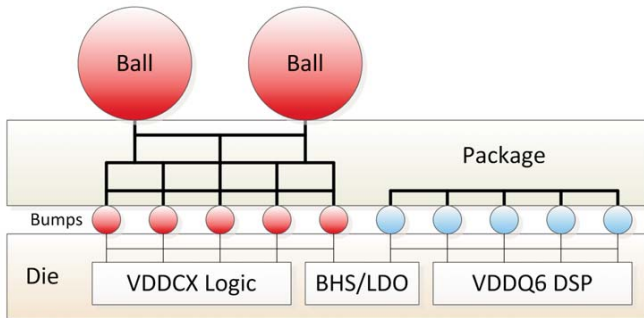 Ball
Ball
Package
Bumps
Die
VDDCX Logic
BHS/LDO
VDDQ6 DSP